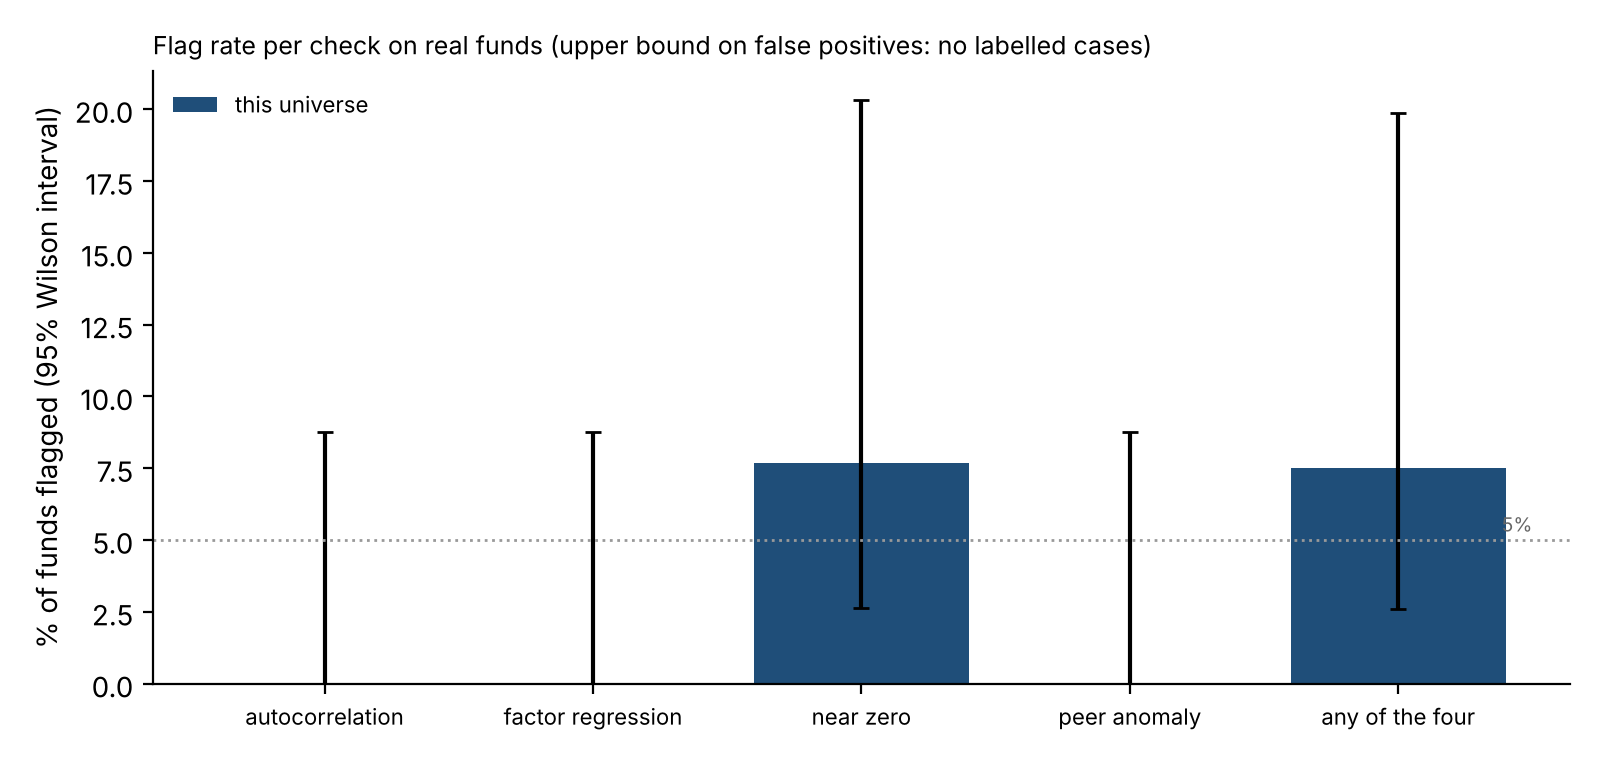 Flag rate per check on real funds (upper bound on false positives: no labelled cases)
this universe
% of funds flagged (95% Wilson interval)
20.0
17.5
15.0
12.5
10.0
7.5
5.0
2.5
0.0
5%
autocorrelation
factor regression
near zero
peer anomaly
any of the four